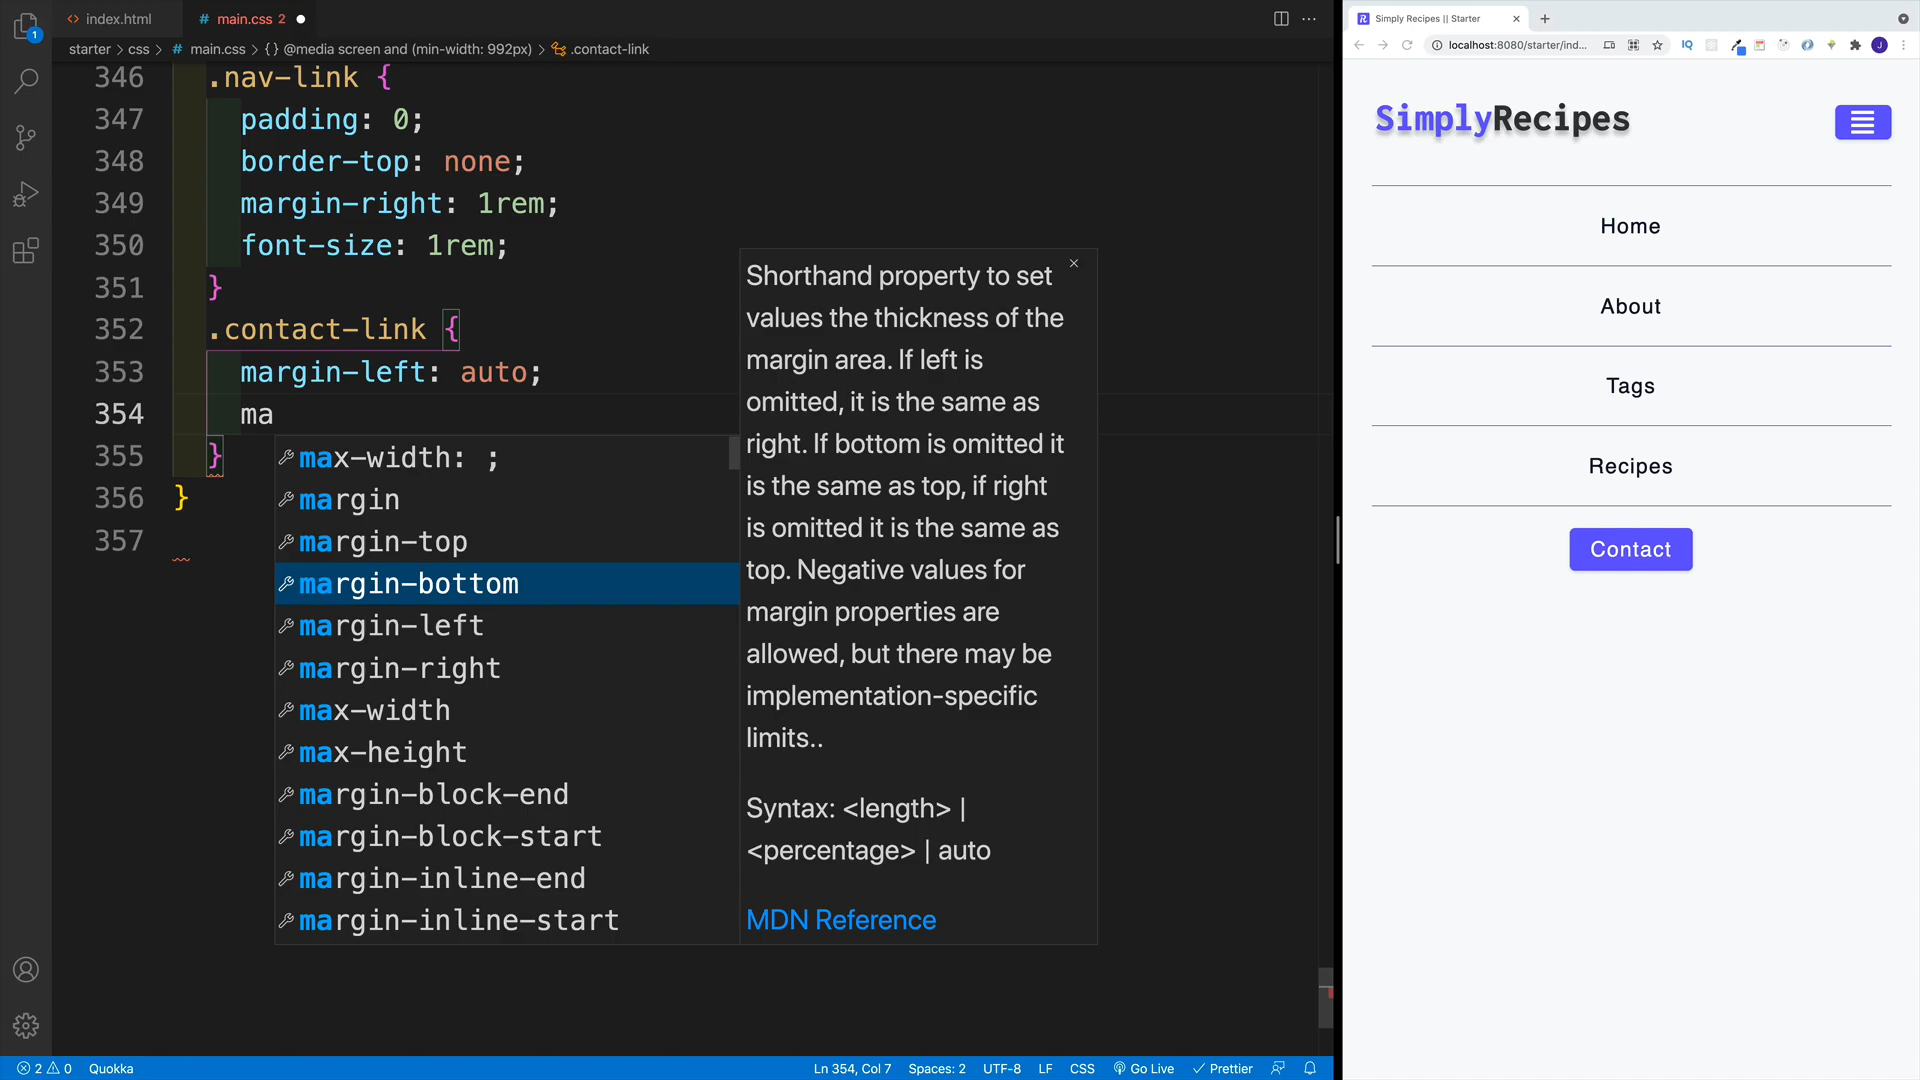 index.html
# main.css 2
starter > css > # main.css > { } @media screen and (min-width: 992px) > .contact-link
346 .nav-link {
347 padding: 0;
348 border-top: none;
349 margin-right: 1rem;
350 font-size: 1rem;
351 }
352 .contact-link {
353 margin-left: auto;
354 ma
355 }
356 }
357
max-width: ;
margin
margin-top
margin-bottom
margin-left
margin-right
max-width
max-height
margin-block-end
margin-block-start
margin-inline-end
margin-inline-start
Shorthand property to set
values the thickness of the
margin area. If left is
omitted, it is the same as
right. If bottom is omitted it
is the same as top, if right
is omitted it is the same as
top. Negative values for
margin properties are
allowed, but there may be
implementation-specific
limits..
Syntax: <length> |
<percentage> | auto
MDN Reference
1
2 0 Quokka
Ln 354, Col 7 Spaces: 2 UTF-8 LF CSS Go Live Prettier
Simply Recipes || Starter
localhost:8080/starter/ind...
IQ
J
SimplyRecipes
Home
About
Tags
Recipes
Contact